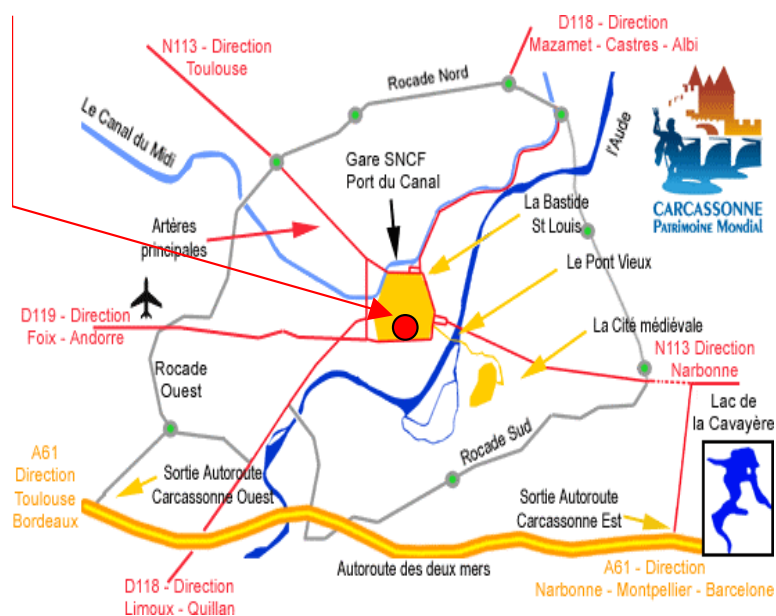 N113 - Direction
Toulouse
D118 - Direction
Mazamet - Castres - Albi
Rocade Nord
Le Canal du Midi
l'Aude
Gare SNCF
Port du Canal
CARCASSONNE
PATRIMOINE MONDIAL
La Bastide
St Louis
Artères
principales
Le Pont Vieux
D119 - Direction
Foix - Andorre
La Cité médiévale
N113 Direction
Narbonne
Rocade
Ouest
Lac de
la Cavayère
Rocade Sud
A61
Direction
Toulouse
Bordeaux
Sortie Autoroute
Carcassonne Ouest
Sortie Autoroute
Carcassonne Est
Autoroute des deux mers
A61 - Direction
Narbonne - Montpellier - Barcelone
D118 - Direction
Limoux - Quillan